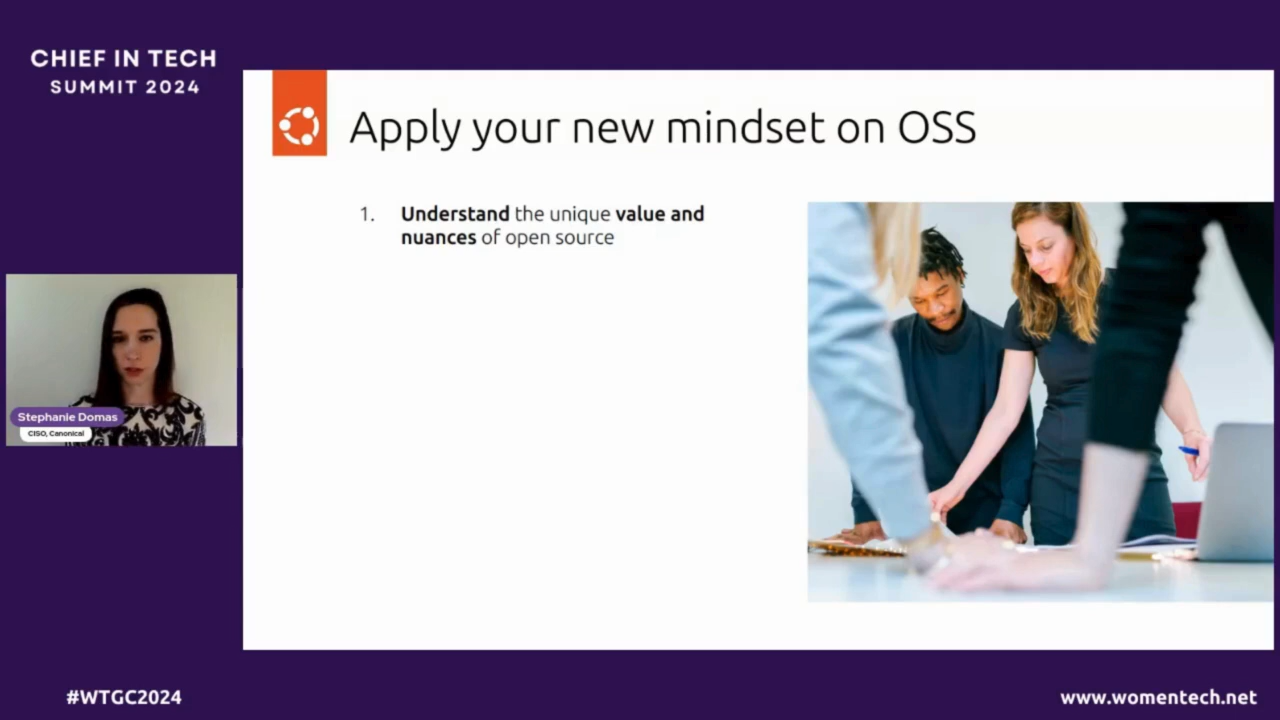 CHIEF IN TECH
SUMMIT 2024
Apply your new mindset on OSS
1. Understand the unique value and
nuances of open source
Stephanie Domas
CISO, Canonical
#WTGC2024
www.womentech.net